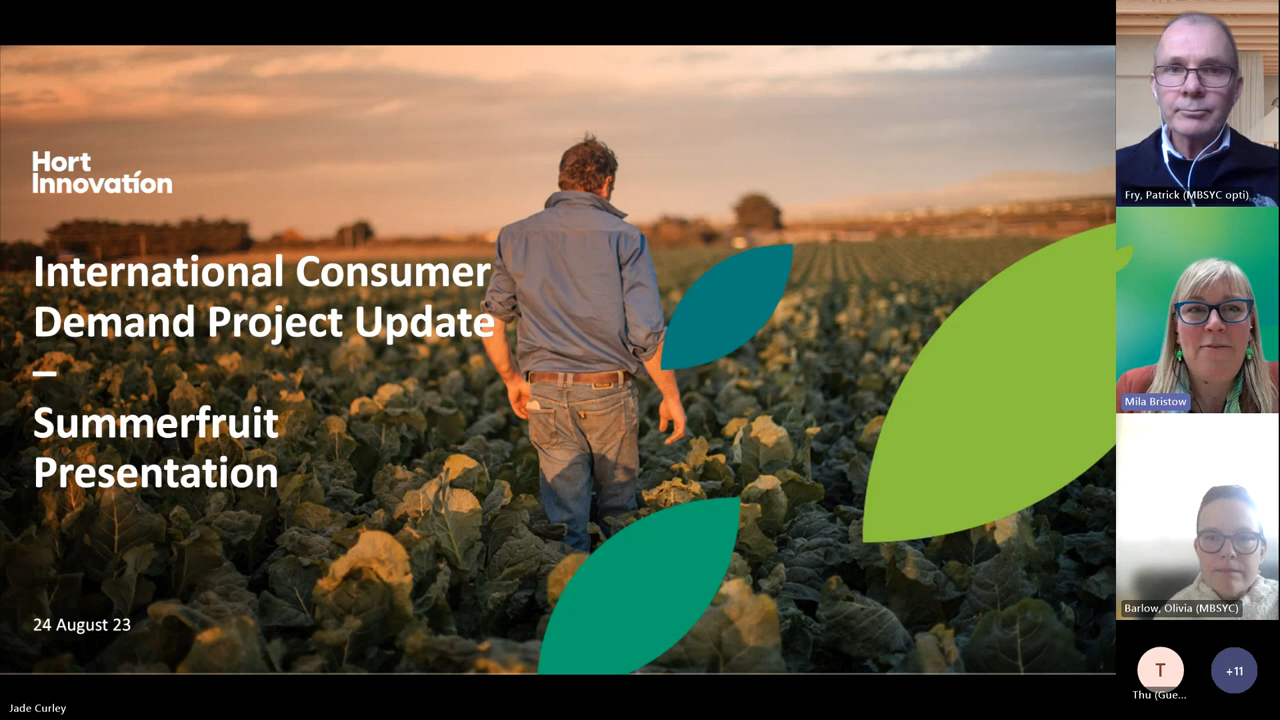 Hort
Innovation
International Consumer
Demand Project Update
–
Summerfruit
Presentation
24 August 23
Jade Curley
Fry, Patrick (MBSYC opti)
Mila Bristow
Barlow, Olivia (MBSYC)
T
+11
Thu (Gue...